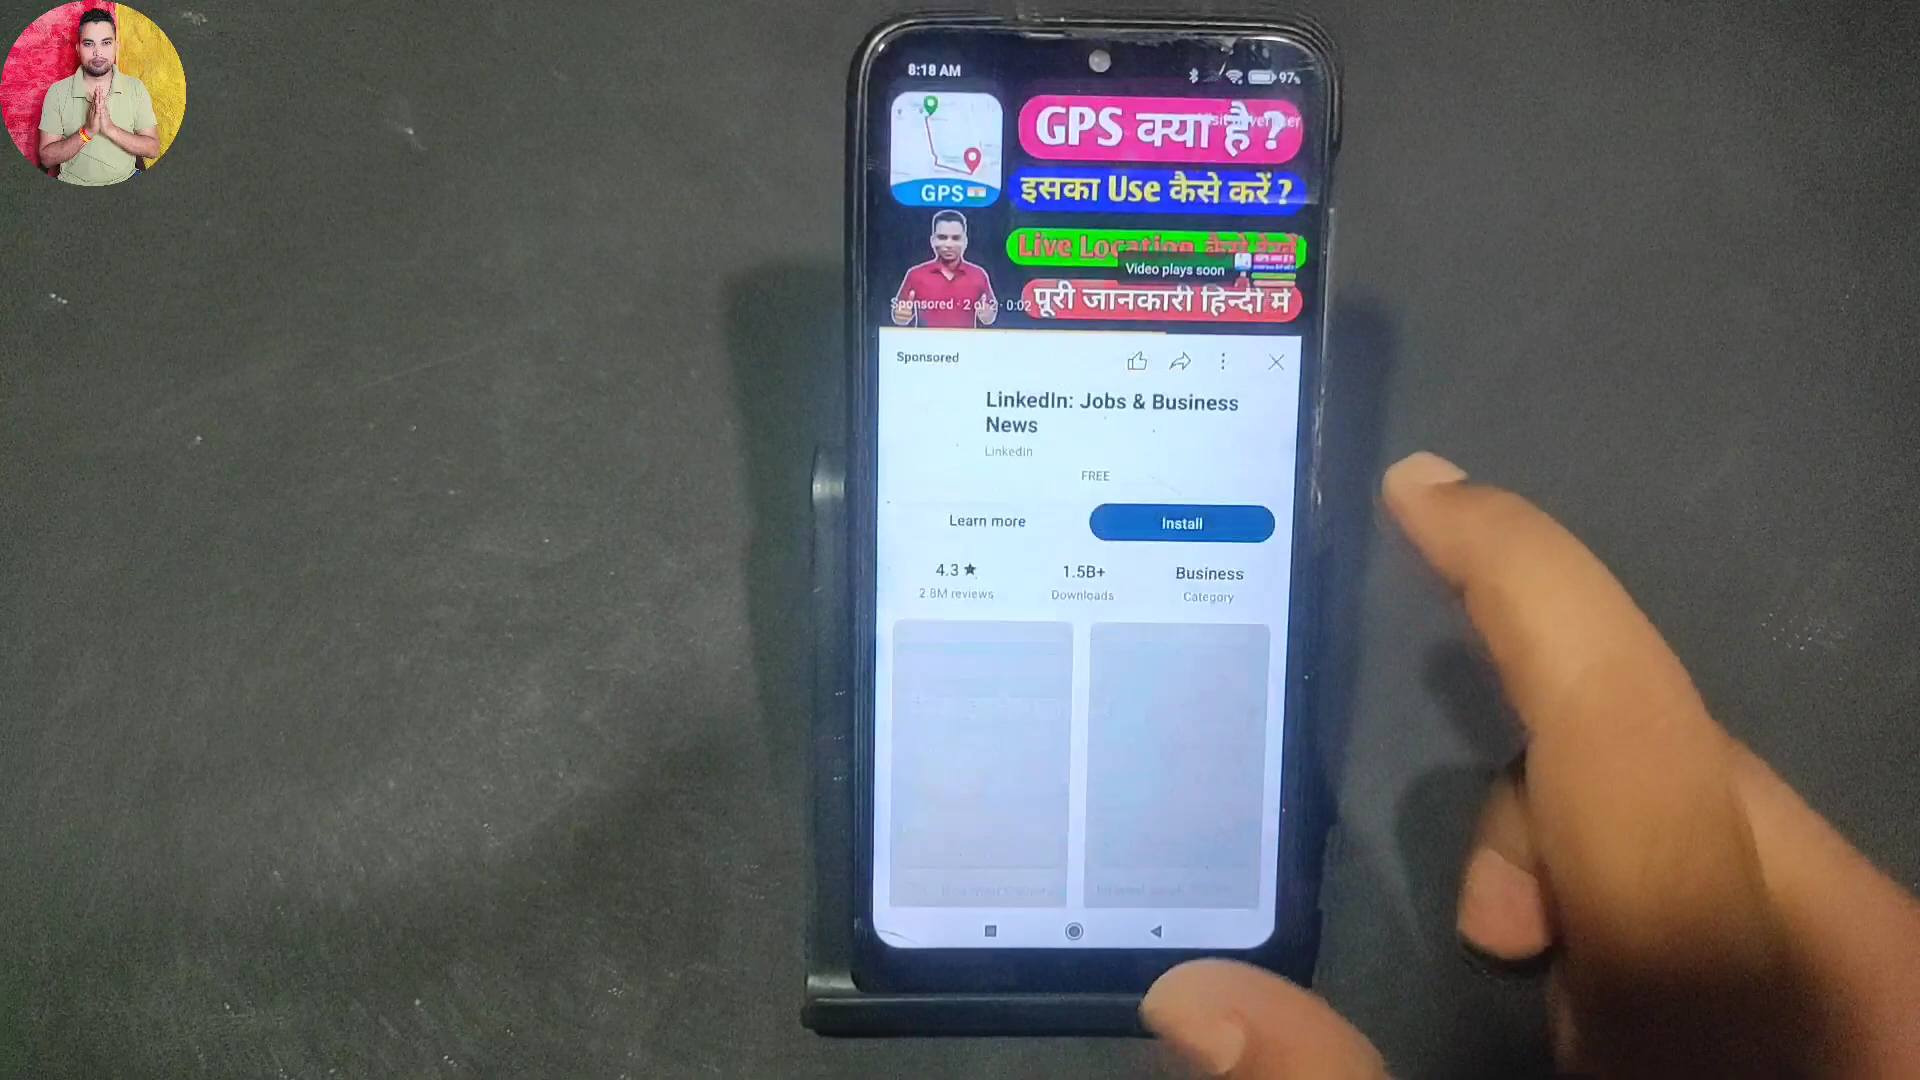 8:18 AM
97%
GPS
GPS क्या है ?
इसका Use कैसे करें ?
Live Location कैसे देखें
Video plays soon
Sponsored · 2 of 2 · 0:02
पूरी जानकारी हिन्दी में
Sponsored
LinkedIn: Jobs & Business
News
LinkedIn
FREE
Learn more
Install
4.3 ★
2.8M reviews
1.5B+
Downloads
Business
Category